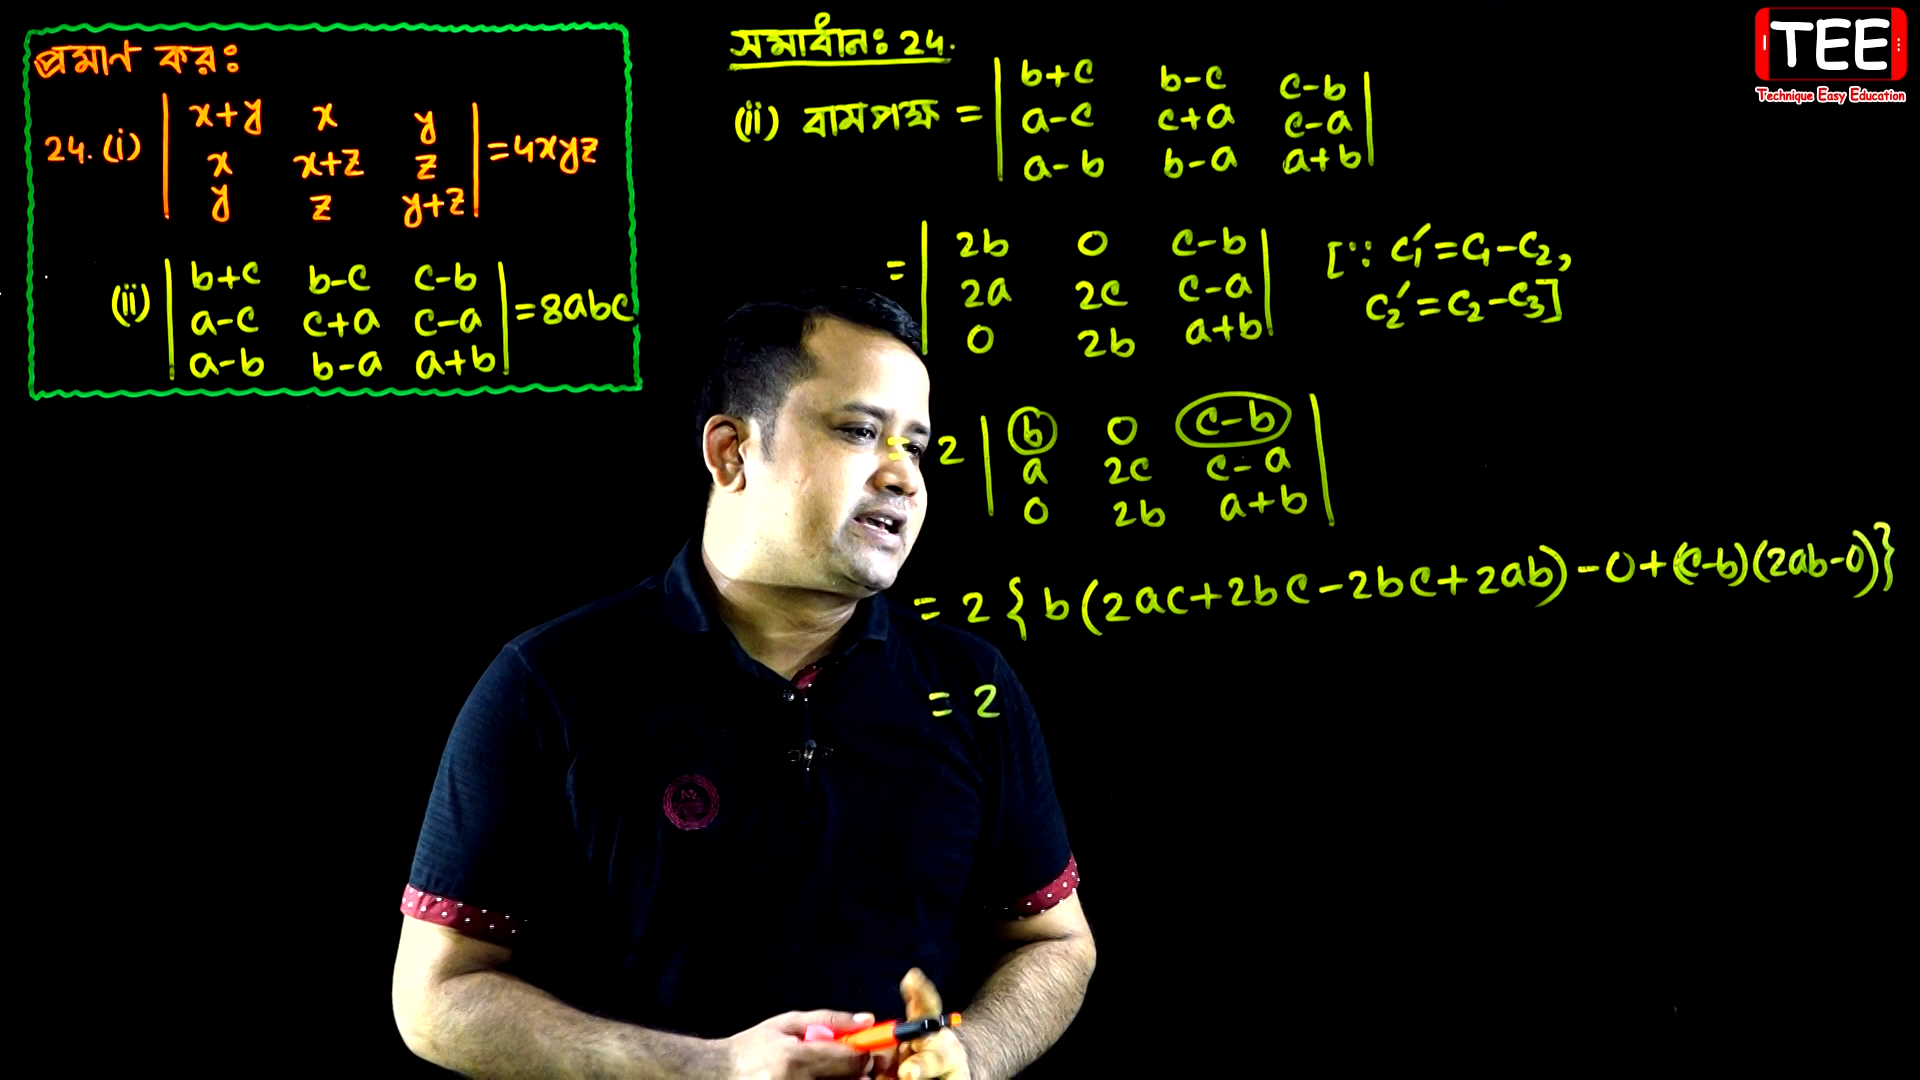 প্রমাণ করঃ
24. (i) | x+y x y |
| x x+z z | =4xyz
| y z y+z |
(ii) | b+c b-c c-b |
| a-c c+a c-a | =8abc
| a-b b-a a+b |
সমাধানঃ 24.
(ii) বামপক্ষ = | b+c b-c c-b |
| a-c c+a c-a |
| a-b b-a a+b |
= | 2b 0 c-b |
| 2a 2c c-a |
| 0 2b a+b |
[∵ c₁′=c₁-c₂,
c₂′=c₂-c₃]
= 2 | b 0 c-b |
| a 2c c-a |
| 0 2b a+b |
= 2 { b(2ac+2bc-2bc+2ab)-0+(c-b)(2ab-0)}
= 2
TEE
Technique Easy Education